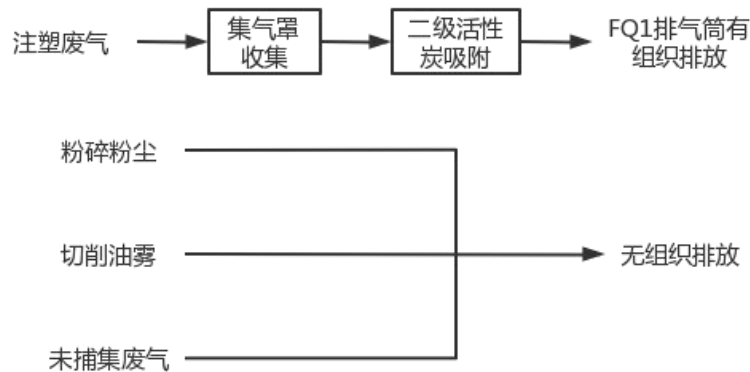 注塑废气
集气罩
收集
二级活性
炭吸附
FQ1排气筒有
组织排放
粉碎粉尘
切削油雾
无组织排放
未捕集废气